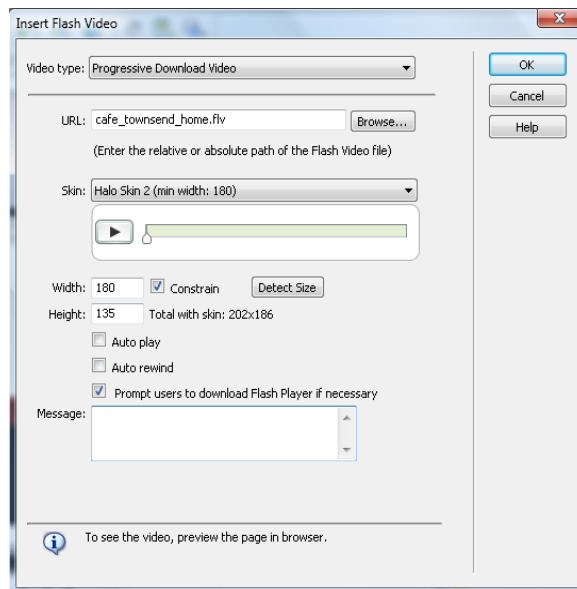 Insert Flash Video
Video type: Progressive Download Video
OK
Cancel
Help
URL: cafe_townsend_home.flv Browse...
(Enter the relative or absolute path of the Flash Video file)
Skin: Halo Skin 2 (min width: 180)
Width: 180 Constrain Detect Size
Height: 135 Total with skin: 202x186
Auto play
Auto rewind
Prompt users to download Flash Player if necessary
Message:
To see the video, preview the page in browser.